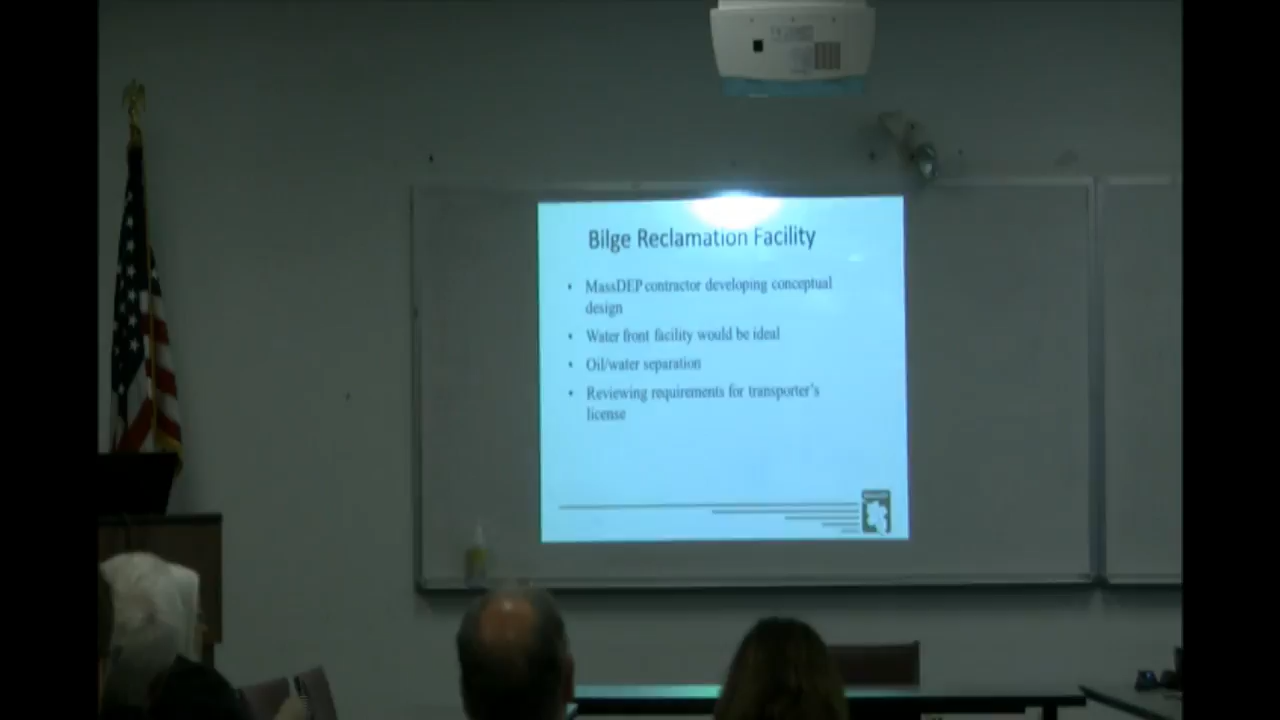 Bilge Reclamation Facility
• MassDEP contractor developing conceptual
design
• Water front facility would be ideal
• Oil/water separation
• Reviewing requirements for transporter's
license